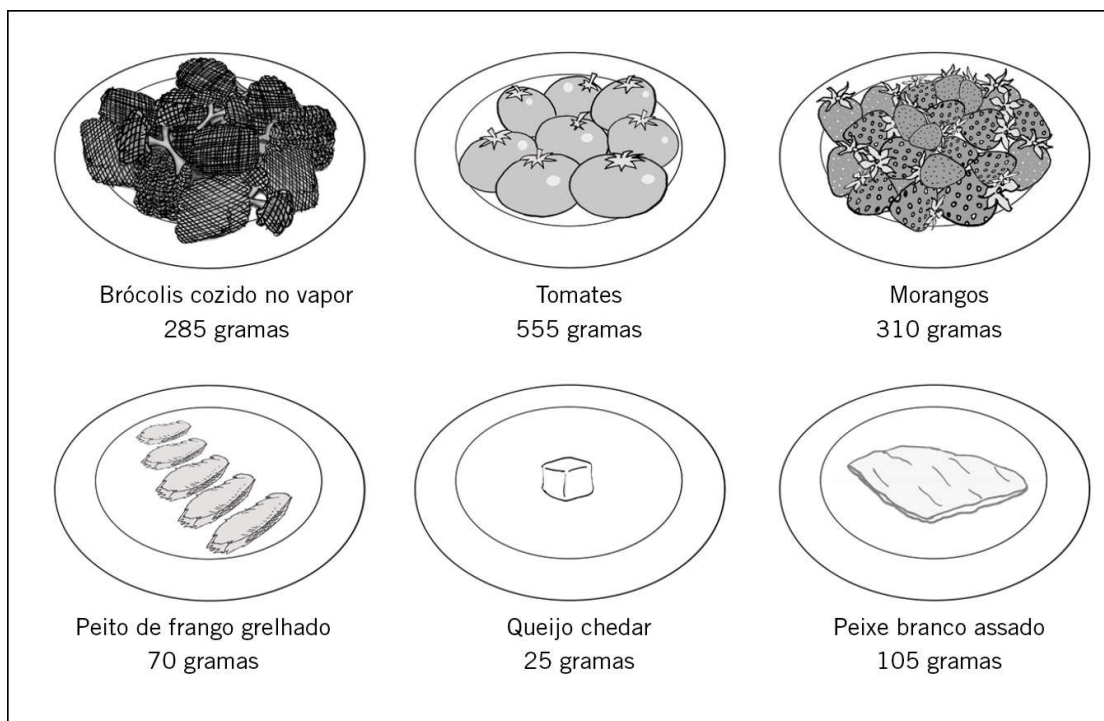 Brócolis cozido no vapor
285 gramas
Tomates
555 gramas
Morangos
310 gramas
Peito de frango grelhado
70 gramas
Queijo chedar
25 gramas
Peixe branco assado
105 gramas